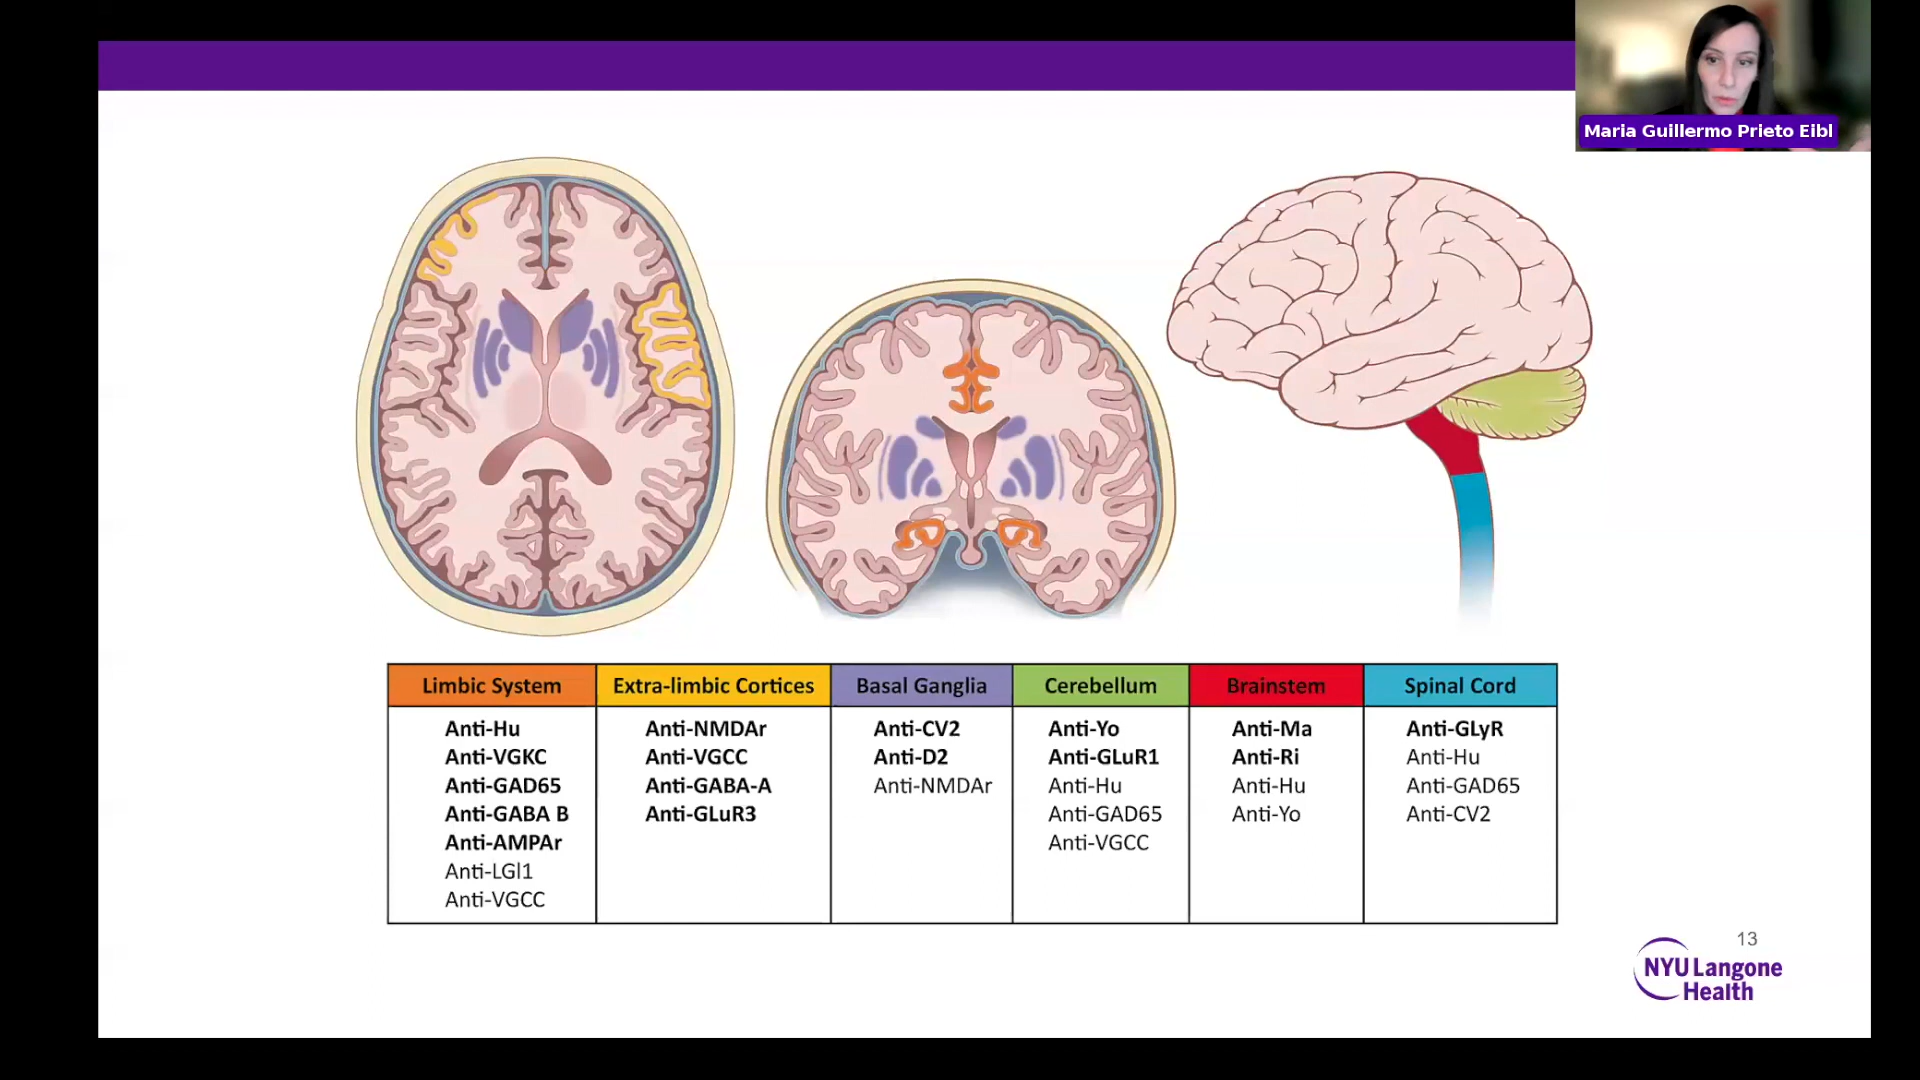 Maria Guillermo Prieto Eibl
Limbic System
Anti-Hu
Anti-VGKC
Anti-GAD65
Anti-GABA B
Anti-AMPAr
Anti-LGl1
Anti-VGCC
Extra-limbic Cortices
Anti-NMDAr
Anti-VGCC
Anti-GABA-A
Anti-GLuR3
Basal Ganglia
Anti-CV2
Anti-D2
Anti-NMDAr
Cerebellum
Anti-Yo
Anti-GLuR1
Anti-Hu
Anti-GAD65
Anti-VGCC
Brainstem
Anti-Ma
Anti-Ri
Anti-Hu
Anti-Yo
Spinal Cord
Anti-GLyR
Anti-Hu
Anti-GAD65
Anti-CV2
13
NYU Langone
Health